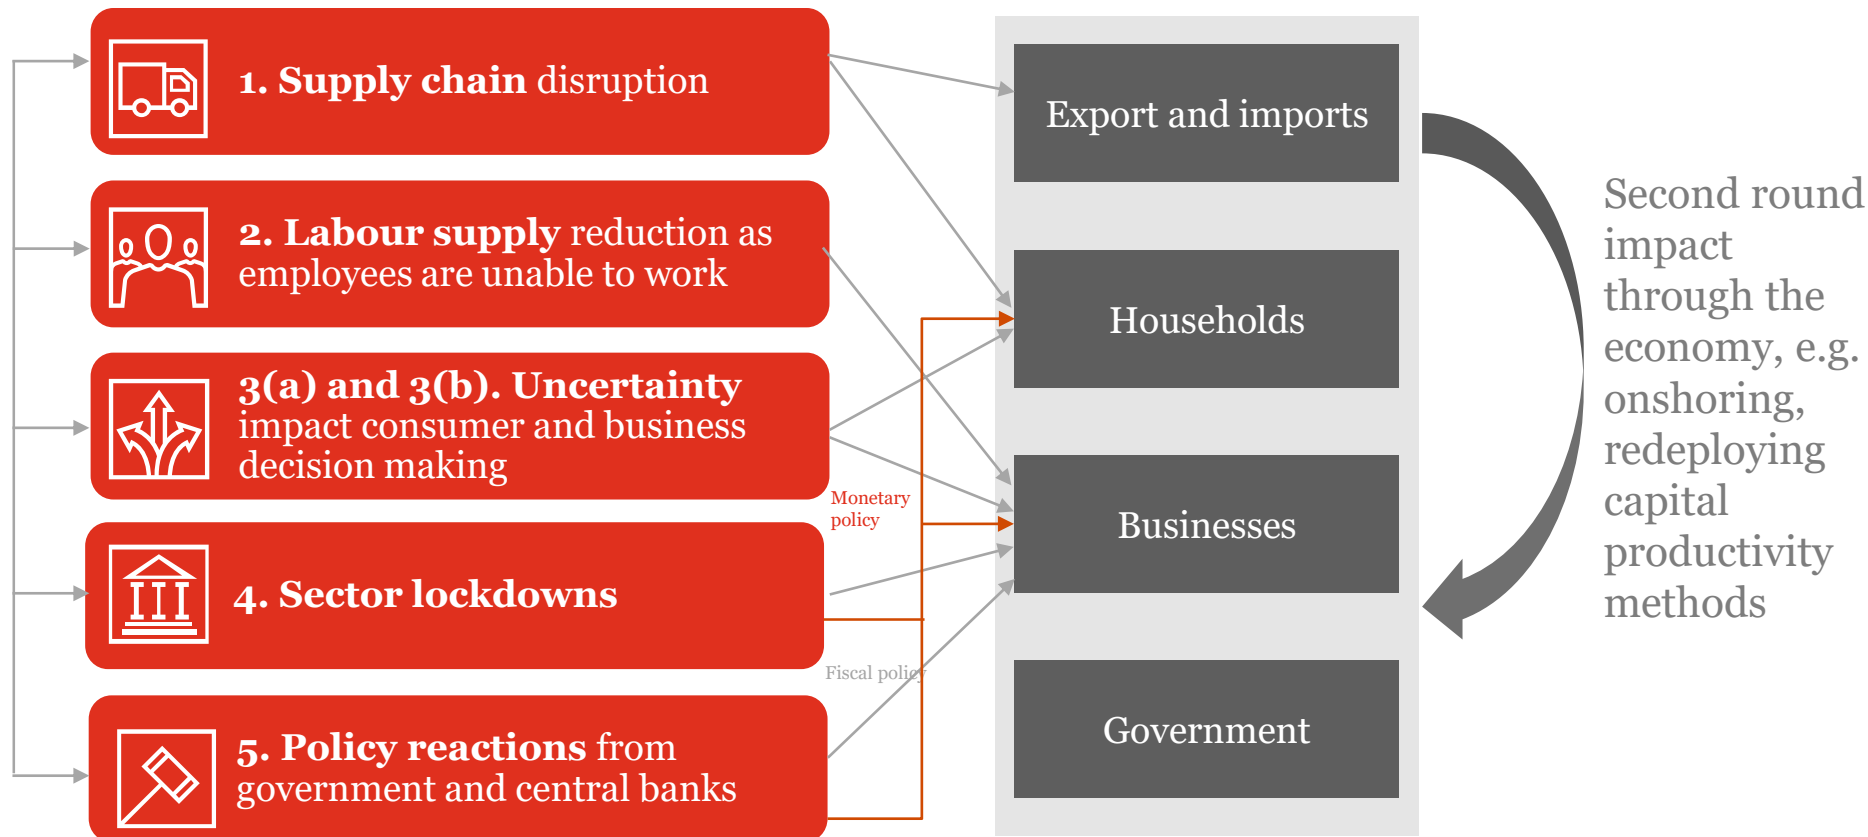 1. Supply chain disruption
2. Labour supply reduction as
employees are unable to work
3(a) and 3(b). Uncertainty
impact consumer and business
decision making
4. Sector lockdowns
5. Policy reactions from
government and central banks
Monetary
policy
Fiscal policy
Export and imports
Households
Businesses
Government
Second round
impact
through the
economy, e.g.
onshoring,
redeploying
capital
productivity
methods